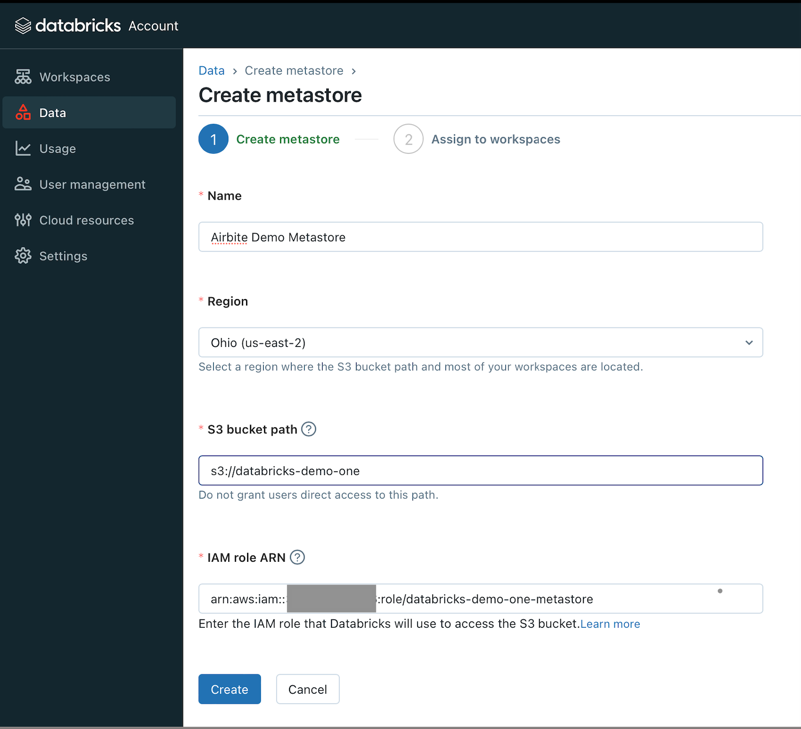 databricks Account
Workspaces
Data
Usage
User management
Cloud resources
Settings
Data › Create metastore ›
Create metastore
1 Create metastore 2 Assign to workspaces
* Name
Airbite Demo Metastore
* Region
Ohio (us-east-2)
Select a region where the S3 bucket path and most of your workspaces are located.
* S3 bucket path ?
s3://databricks-demo-one
Do not grant users direct access to this path.
* IAM role ARN ?
arn:aws:iam:: :role/databricks-demo-one-metastore
Enter the IAM role that Databricks will use to access the S3 bucket.Learn more
Create Cancel